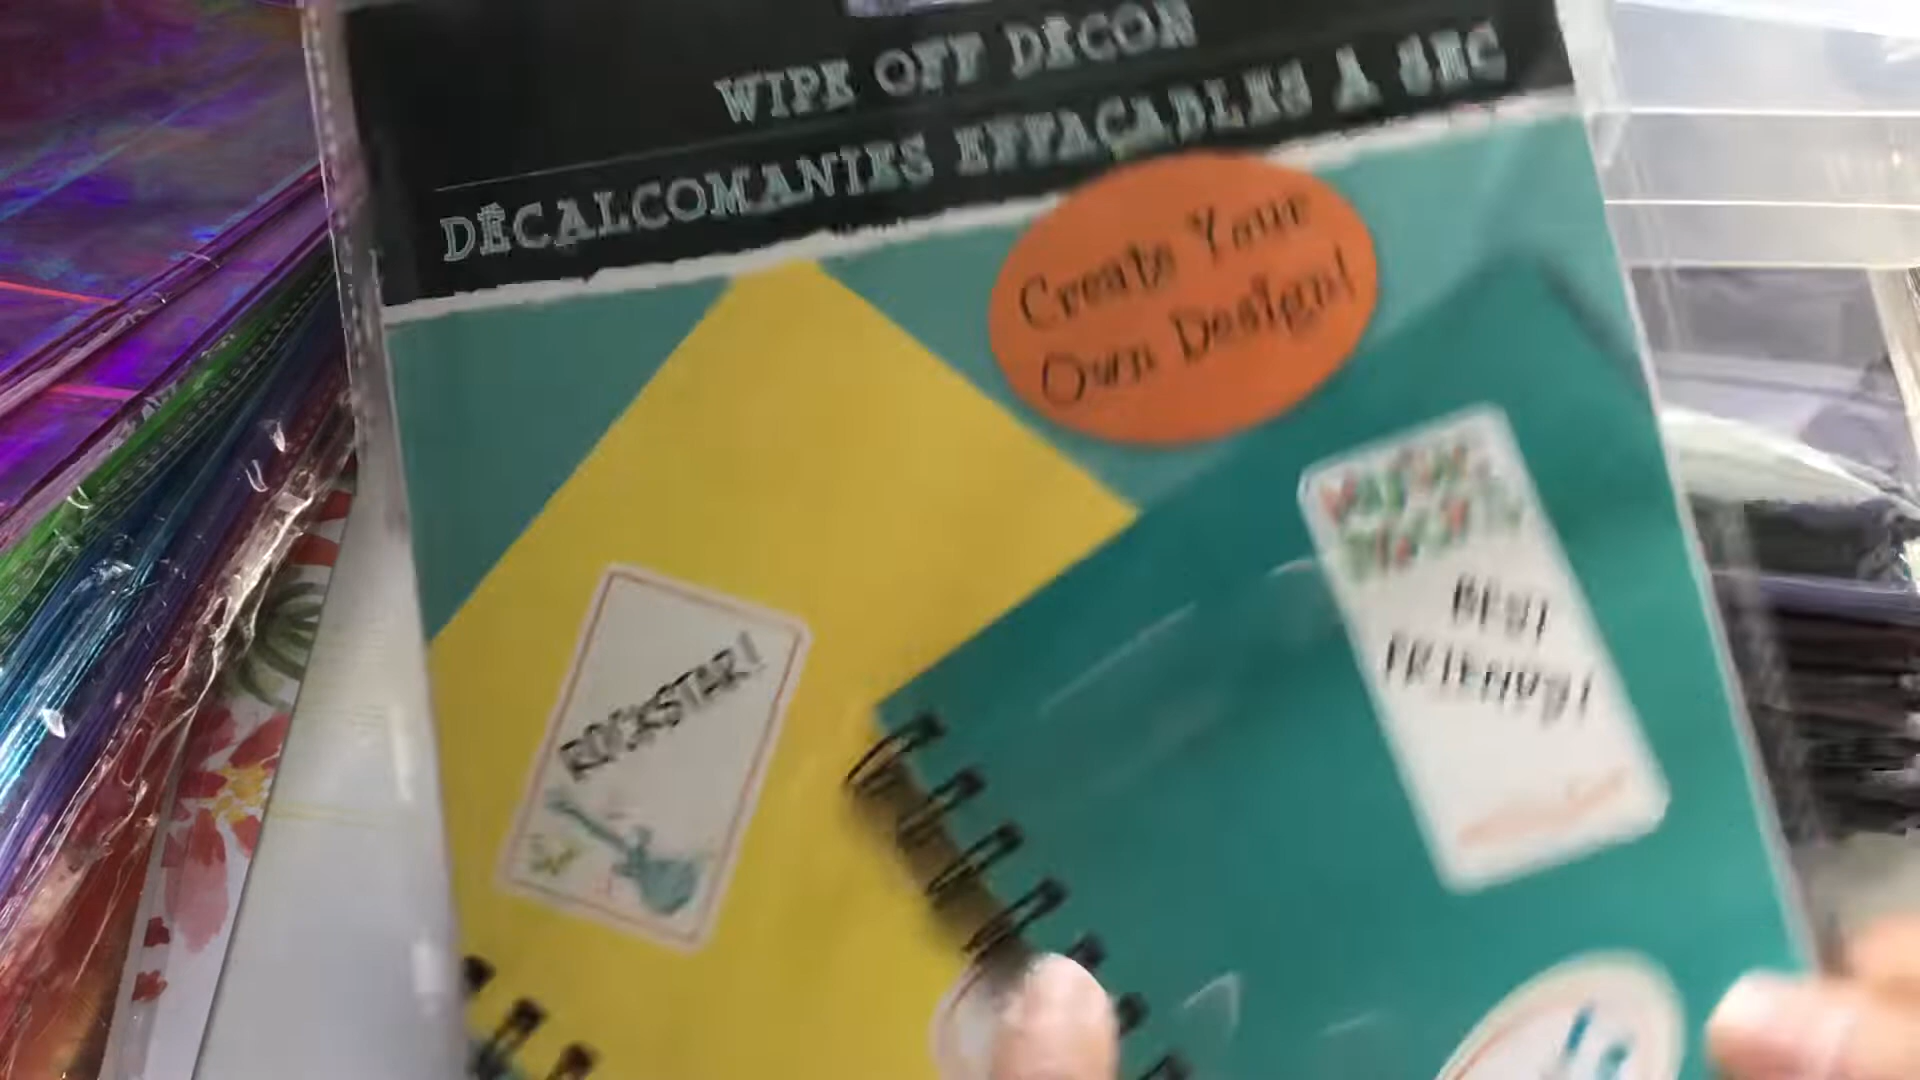 WIPE OFF DÉCOR
DÉCALCOMANIES EFFAÇABLES À SEC
Create Your
Own Design!
ROCKSTAR!
BEST
FRIENDS!